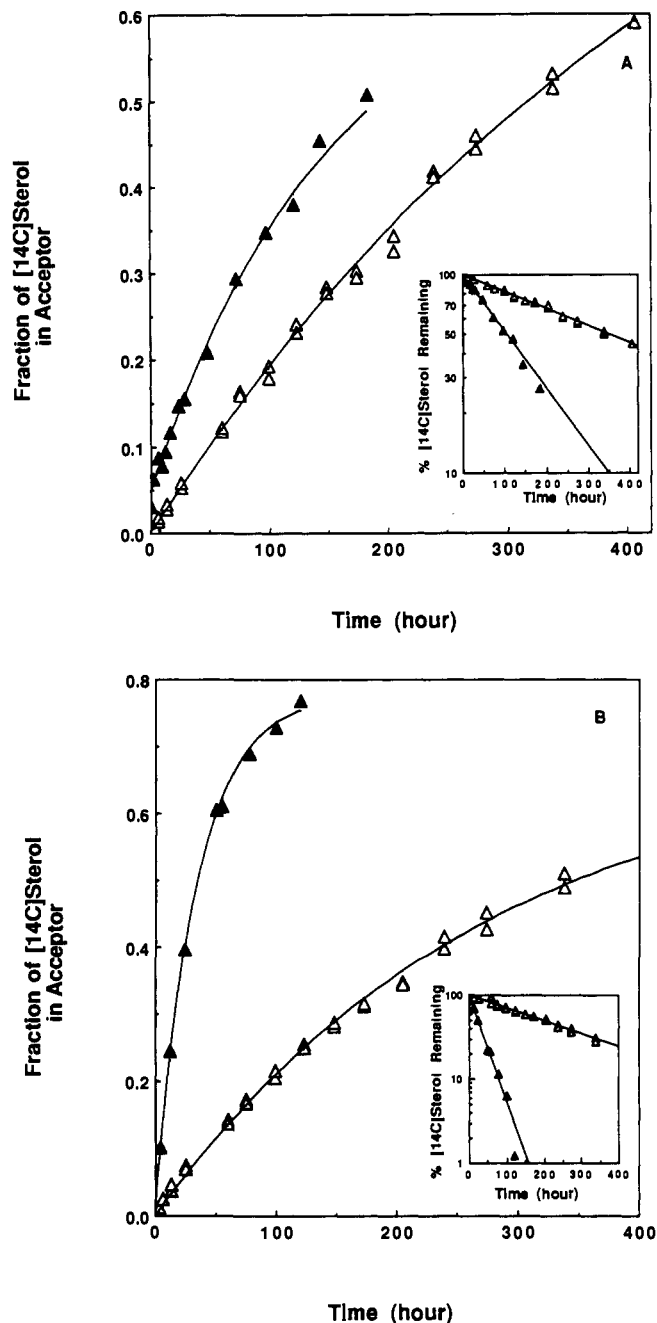 A
Fraction of [14C]Sterol
in Acceptor
0.6
0.5
0.4
0.3
0.2
0.1
0.0
0 100 200 300 400
Time (hour)
% [14C]Sterol Remaining
100
70
50
30
10
0 100 200 300 400
Time (hour)
B
Fraction of [14C]Sterol
in Acceptor
0.8
0.6
0.4
0.2
0.0
0 100 200 300 400
Time (hour)
% [14C]Sterol Remaining
100
10
1
0 100 200 300 400
Time (hour)